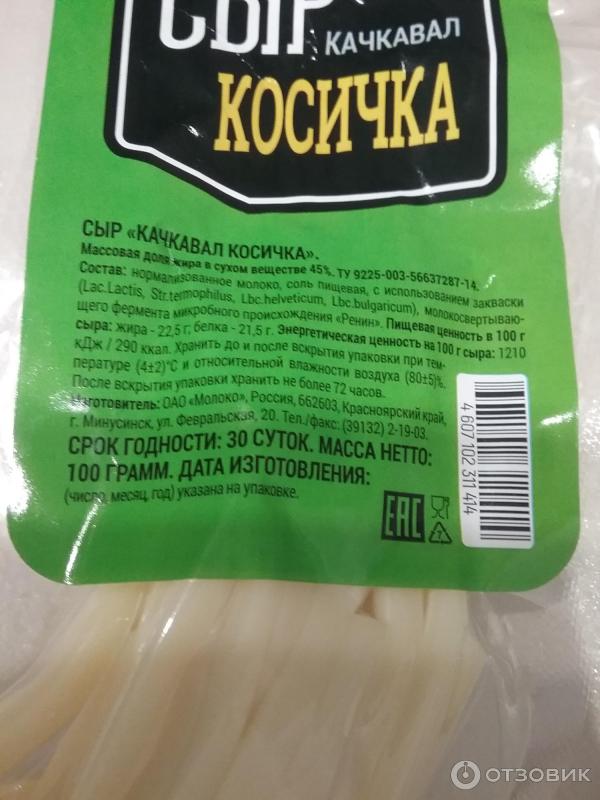 СЫР
КАЧКАВАЛ
КОСИЧКА
СЫР «КАЧКАВАЛ КОСИЧКА».
Массовая доля жира в сухом веществе 45%. ТУ 9225-003-56637287-14.
Состав: нормализованное молоко, соль пищевая, с использованием закваски
(Lac.Lactis, Str.termophilus, Lbc.helveticum, Lbc.bulgaricum), молокосвертываю-
щего фермента микробного происхождения «Ренин». Пищевая ценность в 100 г
сыра: жира - 22,5 г; белка - 21,5 г. Энергетическая ценность на 100 г сыра: 1210
кДж / 290 ккал. Хранить до и после вскрытия упаковки при тем-
пературе (4±2)°С и относительной влажности воздуха (80±5)%.
После вскрытия упаковки хранить не более 72 часов.
Изготовитель: ОАО «Молоко», Россия, 662603, Красноярский край,
г. Минусинск, ул. Февральская, 20. Тел./факс: (39132) 2-19-03.
СРОК ГОДНОСТИ: 30 СУТОК. МАССА НЕТТО:
100 ГРАММ. ДАТА ИЗГОТОВЛЕНИЯ:
(число, месяц, год) указана на упаковке.
EAC
7
4 607 102 311 414
ОТЗОВИК